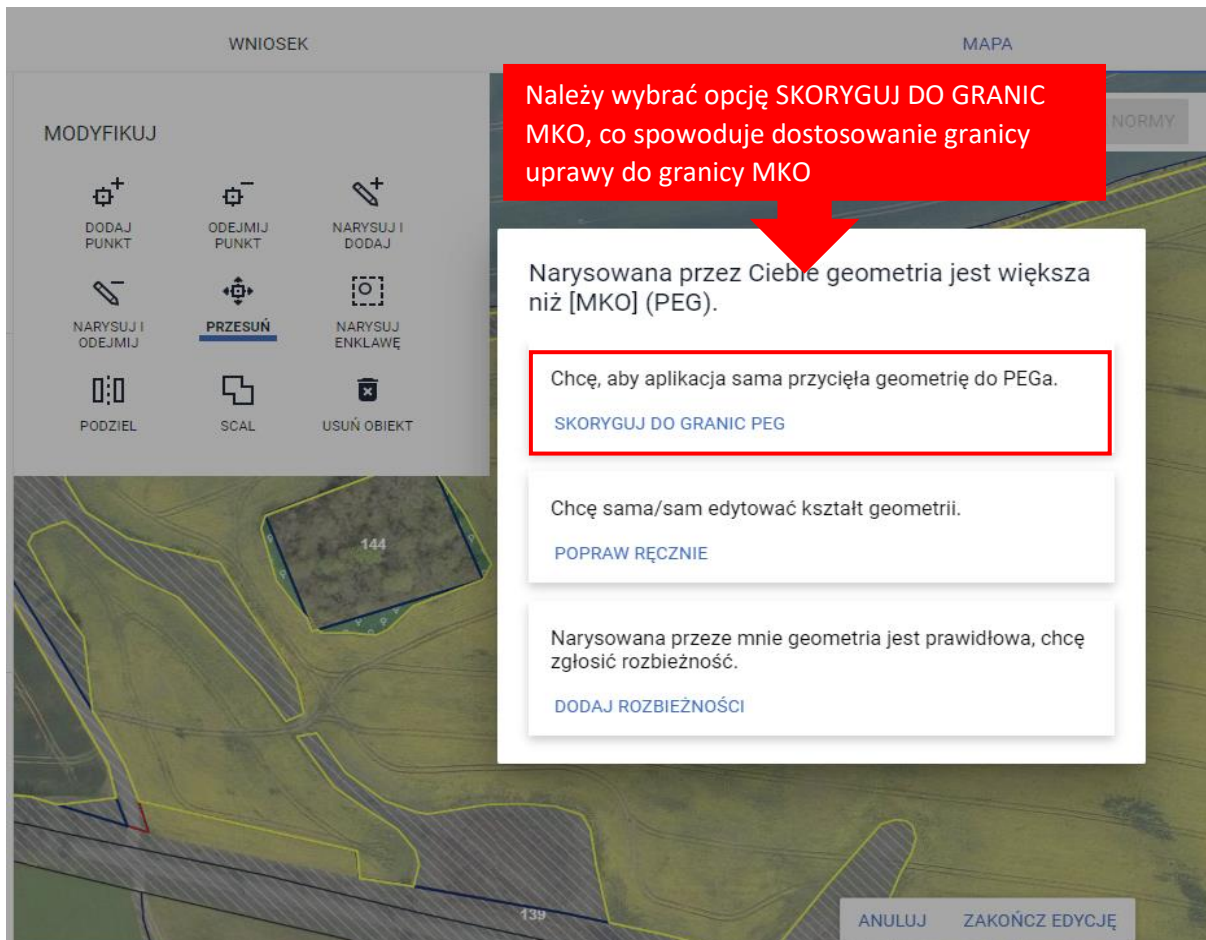 WNIOSEK
MAPA
Należy wybrać opcję SKORYGUJ DO GRANIC
MKO, co spowoduje dostosowanie granicy
uprawy do granicy MKO
NORMY
MODYFIKUJ
DODAJ
PUNKT
ODEJMIJ
PUNKT
NARYSUJ I
DODAJ
NARYSUJ I
ODEJMIJ
PRZESUŃ
NARYSUJ
ENKLAWĘ
PODZIEL
SCAL
USUŃ OBIEKT
Narysowana przez Ciebie geometria jest większa
niż [MKO] (PEG).
Chcę, aby aplikacja sama przycięła geometrię do PEGa.
SKORYGUJ DO GRANIC PEG
Chcę sama/sam edytować kształt geometrii.
POPRAW RĘCZNIE
Narysowana przeze mnie geometria jest prawidłowa, chcę
zgłosić rozbieżność.
DODAJ ROZBIEŻNOŚCI
144
139
ANULUJ
ZAKOŃCZ EDYCJĘ